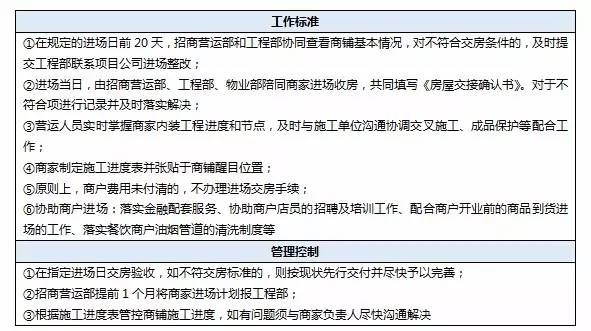 工作标准
①在规定的进场日前 20 天，招商营运部和工程部协同查看商铺基本情况，对不符合交房条件的，及时提
交工程部联系项目公司进场整改；
②进场当日，由招商营运部、工程部、物业部陪同商家进场收房，共同填写《房屋交接确认书》。对于不
符合项进行记录并及时落实解决；
③营运人员实时掌握商家内装工程进度和节点，及时与施工单位沟通协调交叉施工、成品保护等配合工
作；
④商家制定施工进度表并张贴于商铺醒目位置；
⑤原则上，商户费用未付清的，不办理进场交房手续；
⑥协助商户进场：落实金融配套服务、协助商户店员的招聘及培训工作、配合商户开业前的商品到货进
场的工作、落实餐饮商户油烟管道的清洗制度等
管理控制
①在指定进场日交房验收，如不符交房标准的，则按现状先行交付并尽快予以完善；
②招商营运部提前 1 个月将商家进场计划报工程部；
③根据施工进度表管控商铺施工进度，如有问题须与商家负责人尽快沟通解决